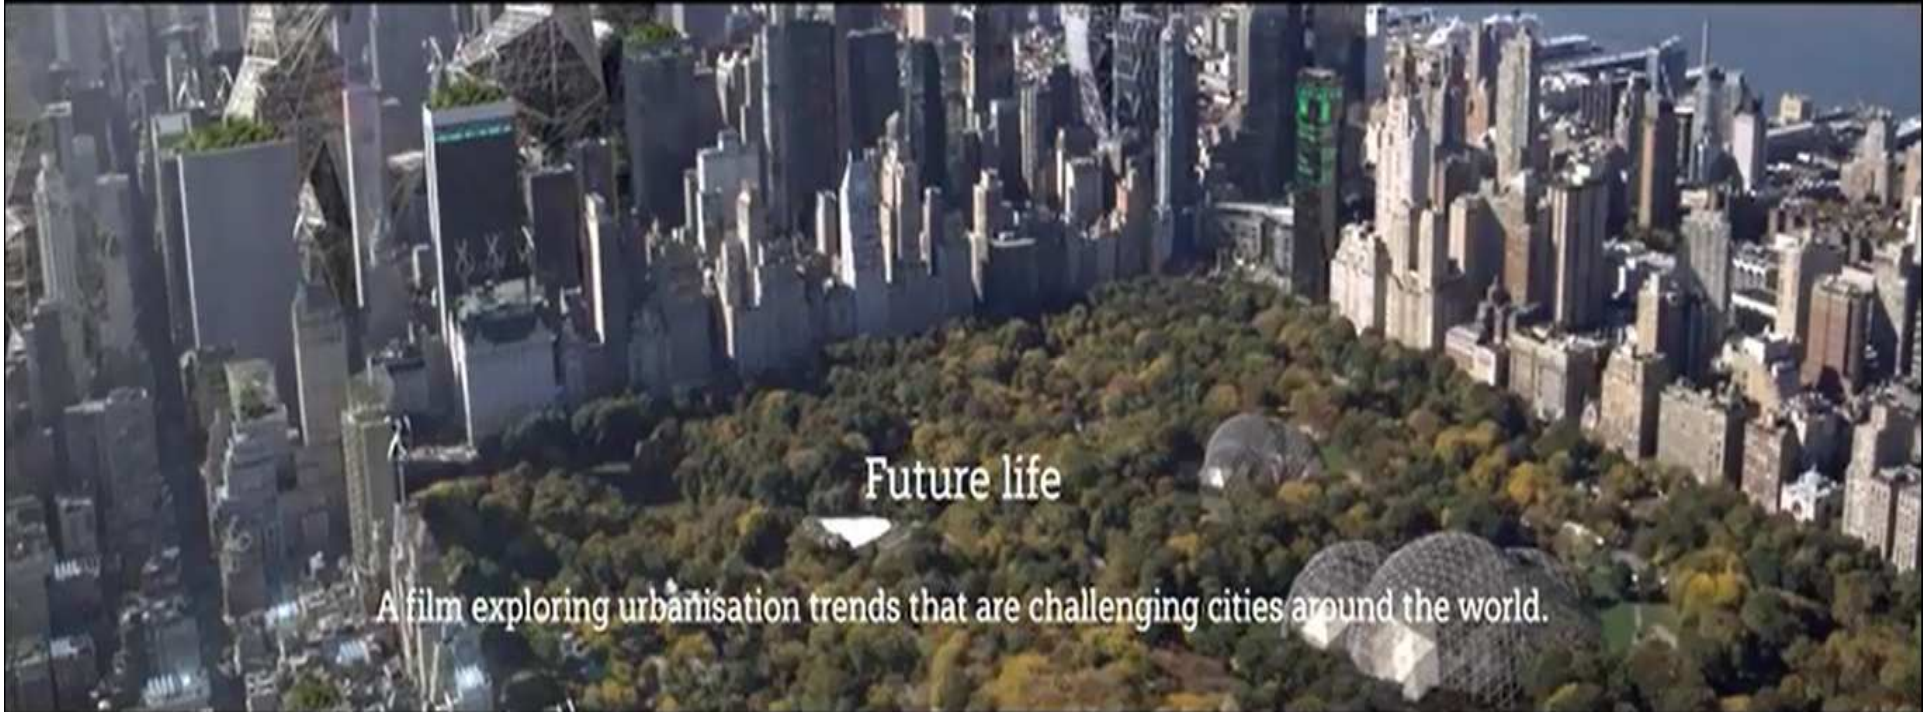 Future life
A film exploring urbanisation trends that are challenging cities around the world.